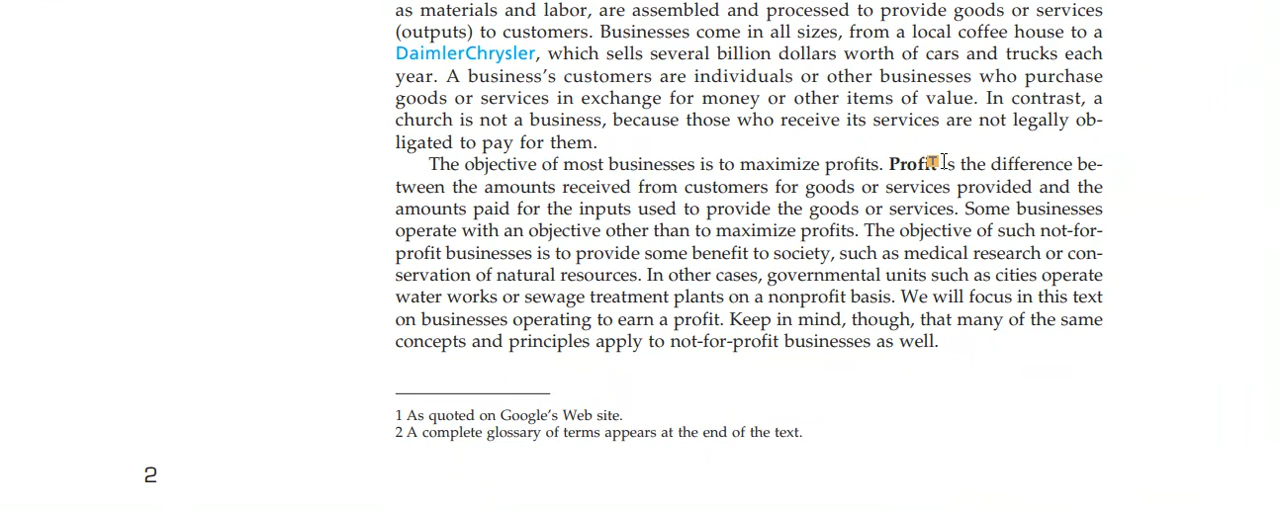 as materials and labor, are assembled and processed to provide goods or services
(outputs) to customers. Businesses come in all sizes, from a local coffee house to a
DaimlerChrysler, which sells several billion dollars worth of cars and trucks each
year. A business's customers are individuals or other businesses who purchase
goods or services in exchange for money or other items of value. In contrast, a
church is not a business, because those who receive its services are not legally ob-
ligated to pay for them.
The objective of most businesses is to maximize profits. Profit is the difference be-
tween the amounts received from customers for goods or services provided and the
amounts paid for the inputs used to provide the goods or services. Some businesses
operate with an objective other than to maximize profits. The objective of such not-for-
profit businesses is to provide some benefit to society, such as medical research or con-
servation of natural resources. In other cases, governmental units such as cities operate
water works or sewage treatment plants on a nonprofit basis. We will focus in this text
on businesses operating to earn a profit. Keep in mind, though, that many of the same
concepts and principles apply to not-for-profit businesses as well.
1 As quoted on Google's Web site.
2 A complete glossary of terms appears at the end of the text.
2